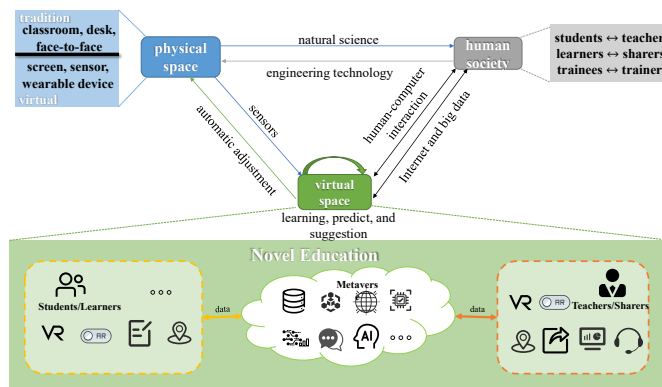 tradition
classroom, desk,
face-to-face
screen, sensor,
wearable device
virtual
physical
space
natural science
engineering technology
human
society
students ↔ teacher
learners ↔ sharers
trainees ↔ trainer
sensors
automatic adjustment
human-computer
interaction
Internet and big data
virtual
space
learning, predict, and
suggestion
Novel Education
Students/Learners
VR
AR
data
Metavers
AI
data
VR
AR
Teachers/Sharers